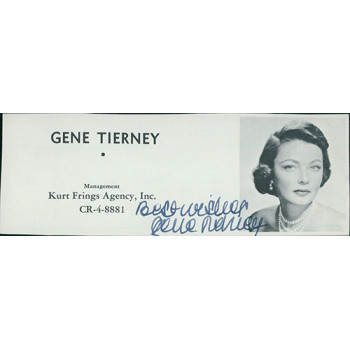 GENE TIERNEY
•
Management
Kurt Frings Agency, Inc.
CR-4-8881
Best wishes
Gene Tierney